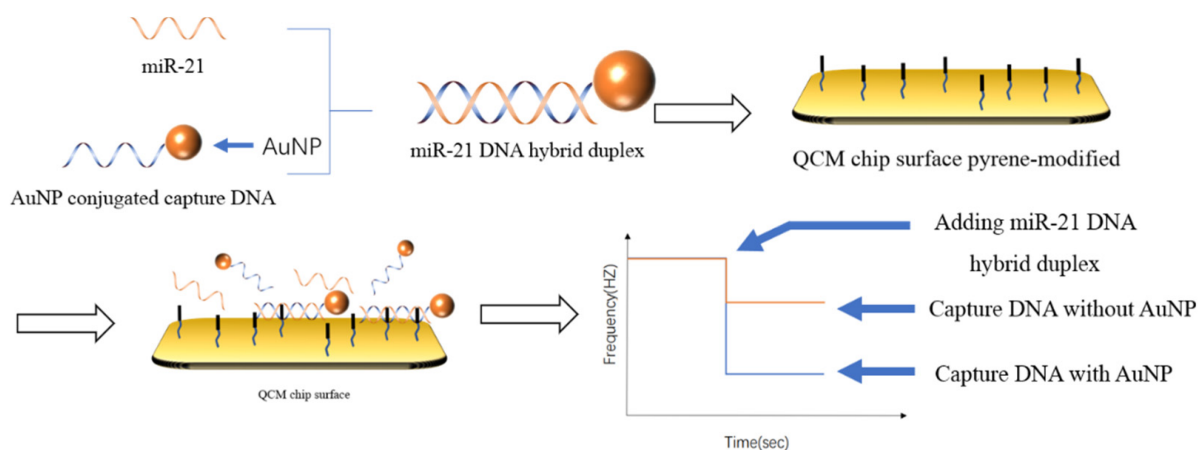 miR-21
AuNP
AuNP conjugated capture DNA
miR-21 DNA hybrid duplex
QCM chip surface pyrene-modified
QCM chip surface
Frequency(HZ)
Time(sec)
Adding miR-21 DNA
hybrid duplex
Capture DNA without AuNP
Capture DNA with AuNP